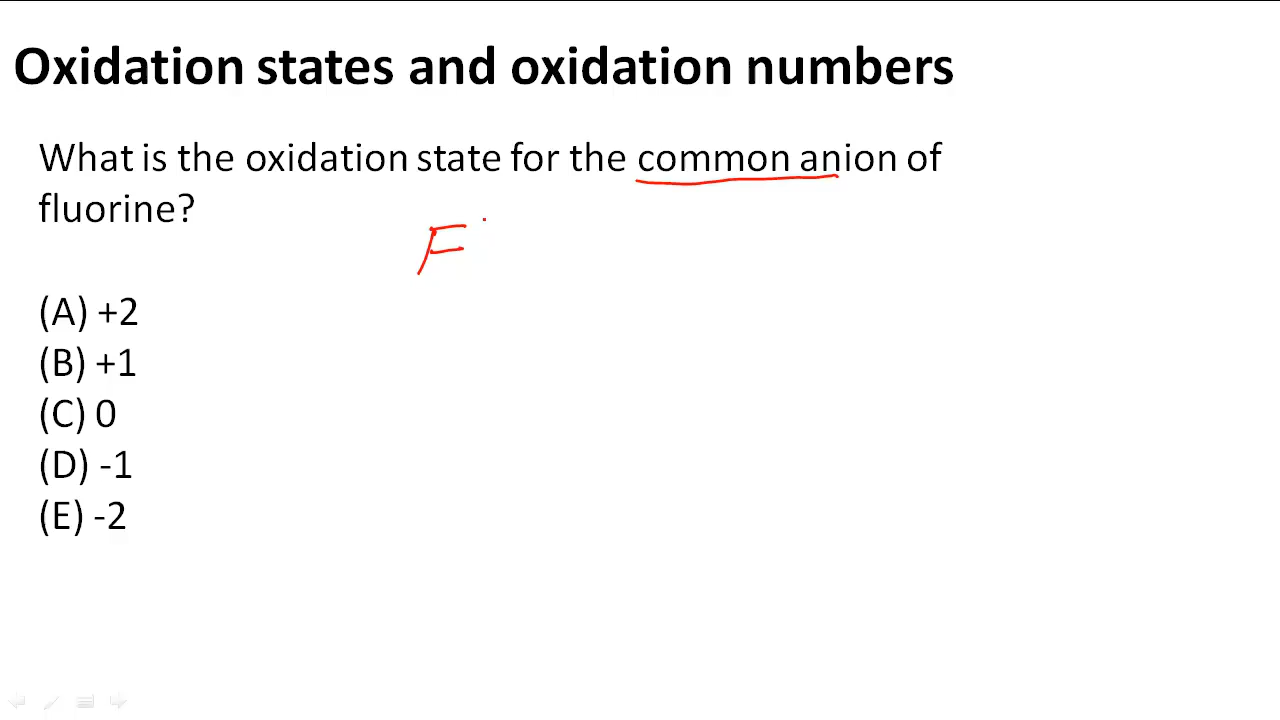 Oxidation states and oxidation numbers
What is the oxidation state for the common anion of
fluorine?
F
(A) +2
(B) +1
(C) 0
(D) -1
(E) -2